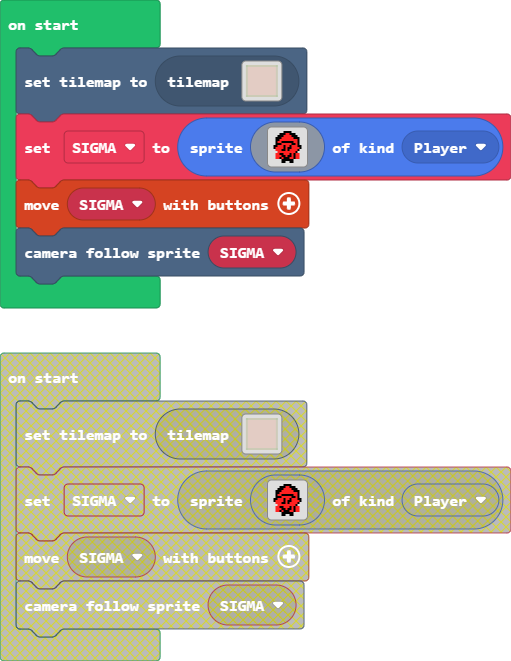 on start
set tilemap to tilemap
set SIGMA to sprite of kind Player
move SIGMA with buttons
camera follow sprite SIGMA
on start
set tilemap to tilemap
set SIGMA to sprite of kind Player
move SIGMA with buttons
camera follow sprite SIGMA